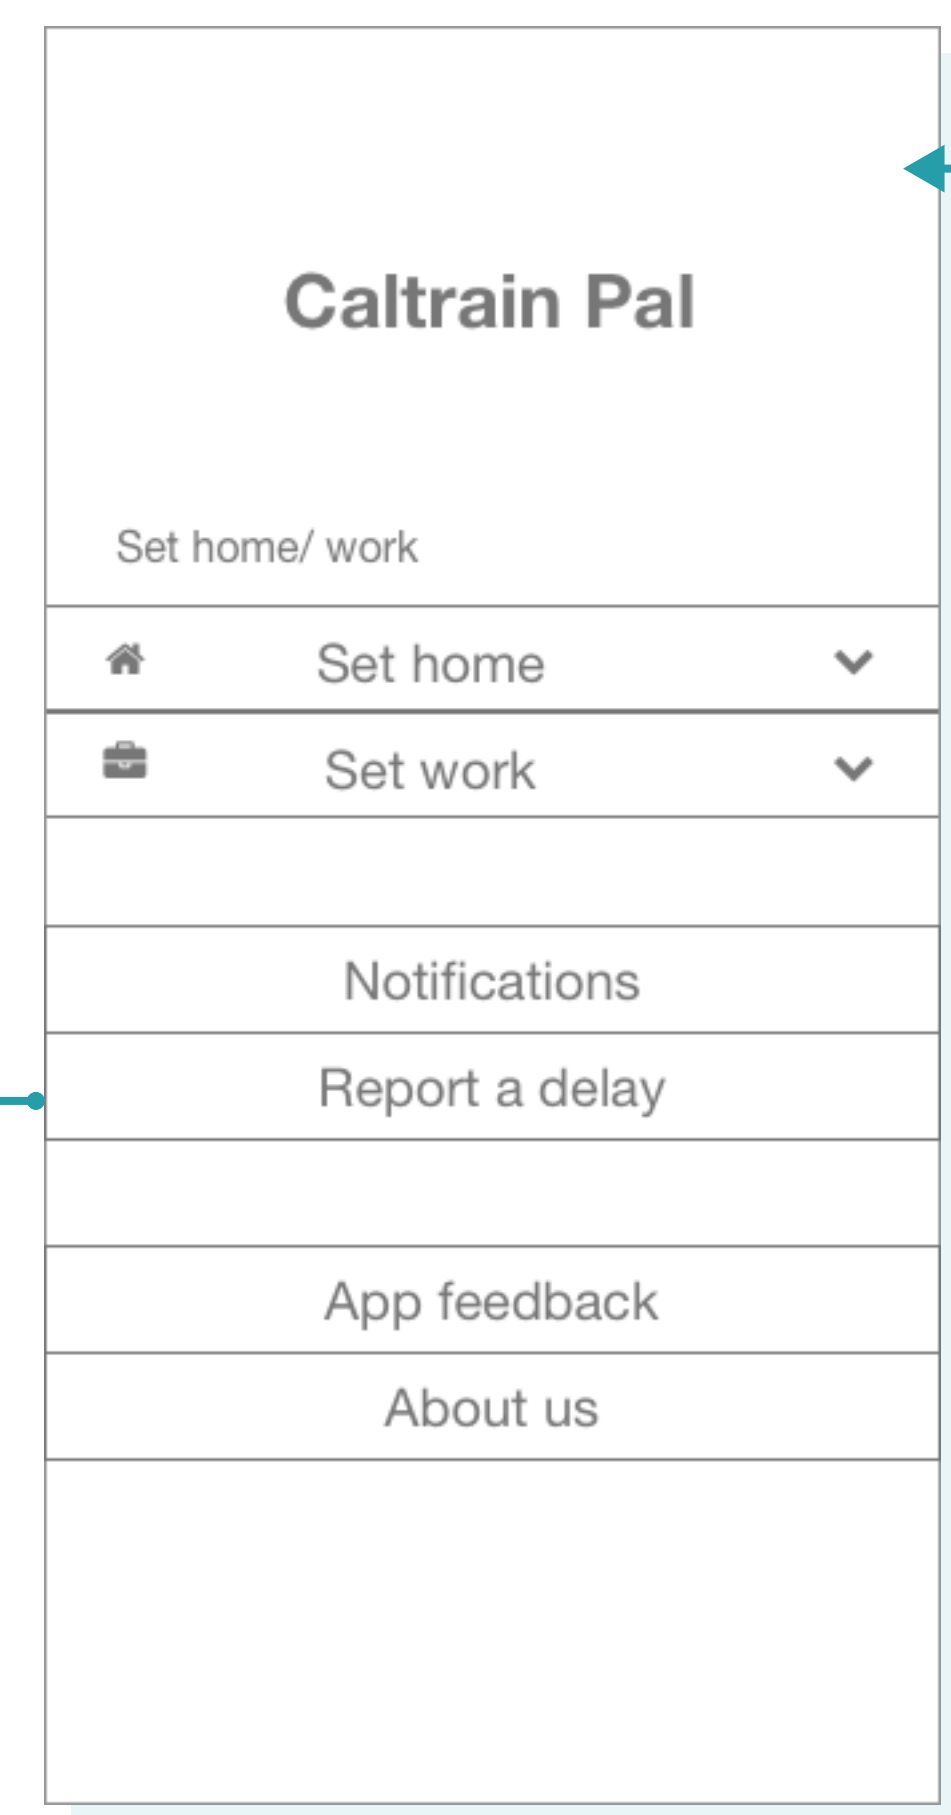 Caltrain Pal
Set home/ work
Set home
Set work
Notifications
Report a delay
App feedback
About us